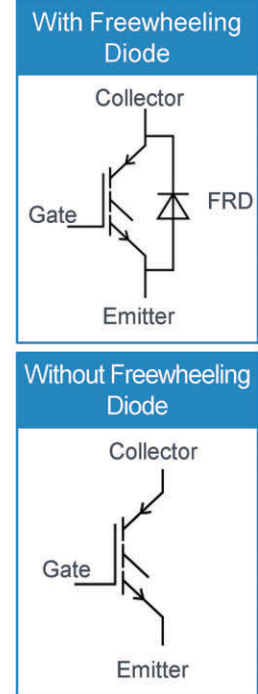 With Freewheeling
Diode
Collector
Gate
FRD
Emitter
Without Freewheeling
Diode
Collector
Gate
Emitter